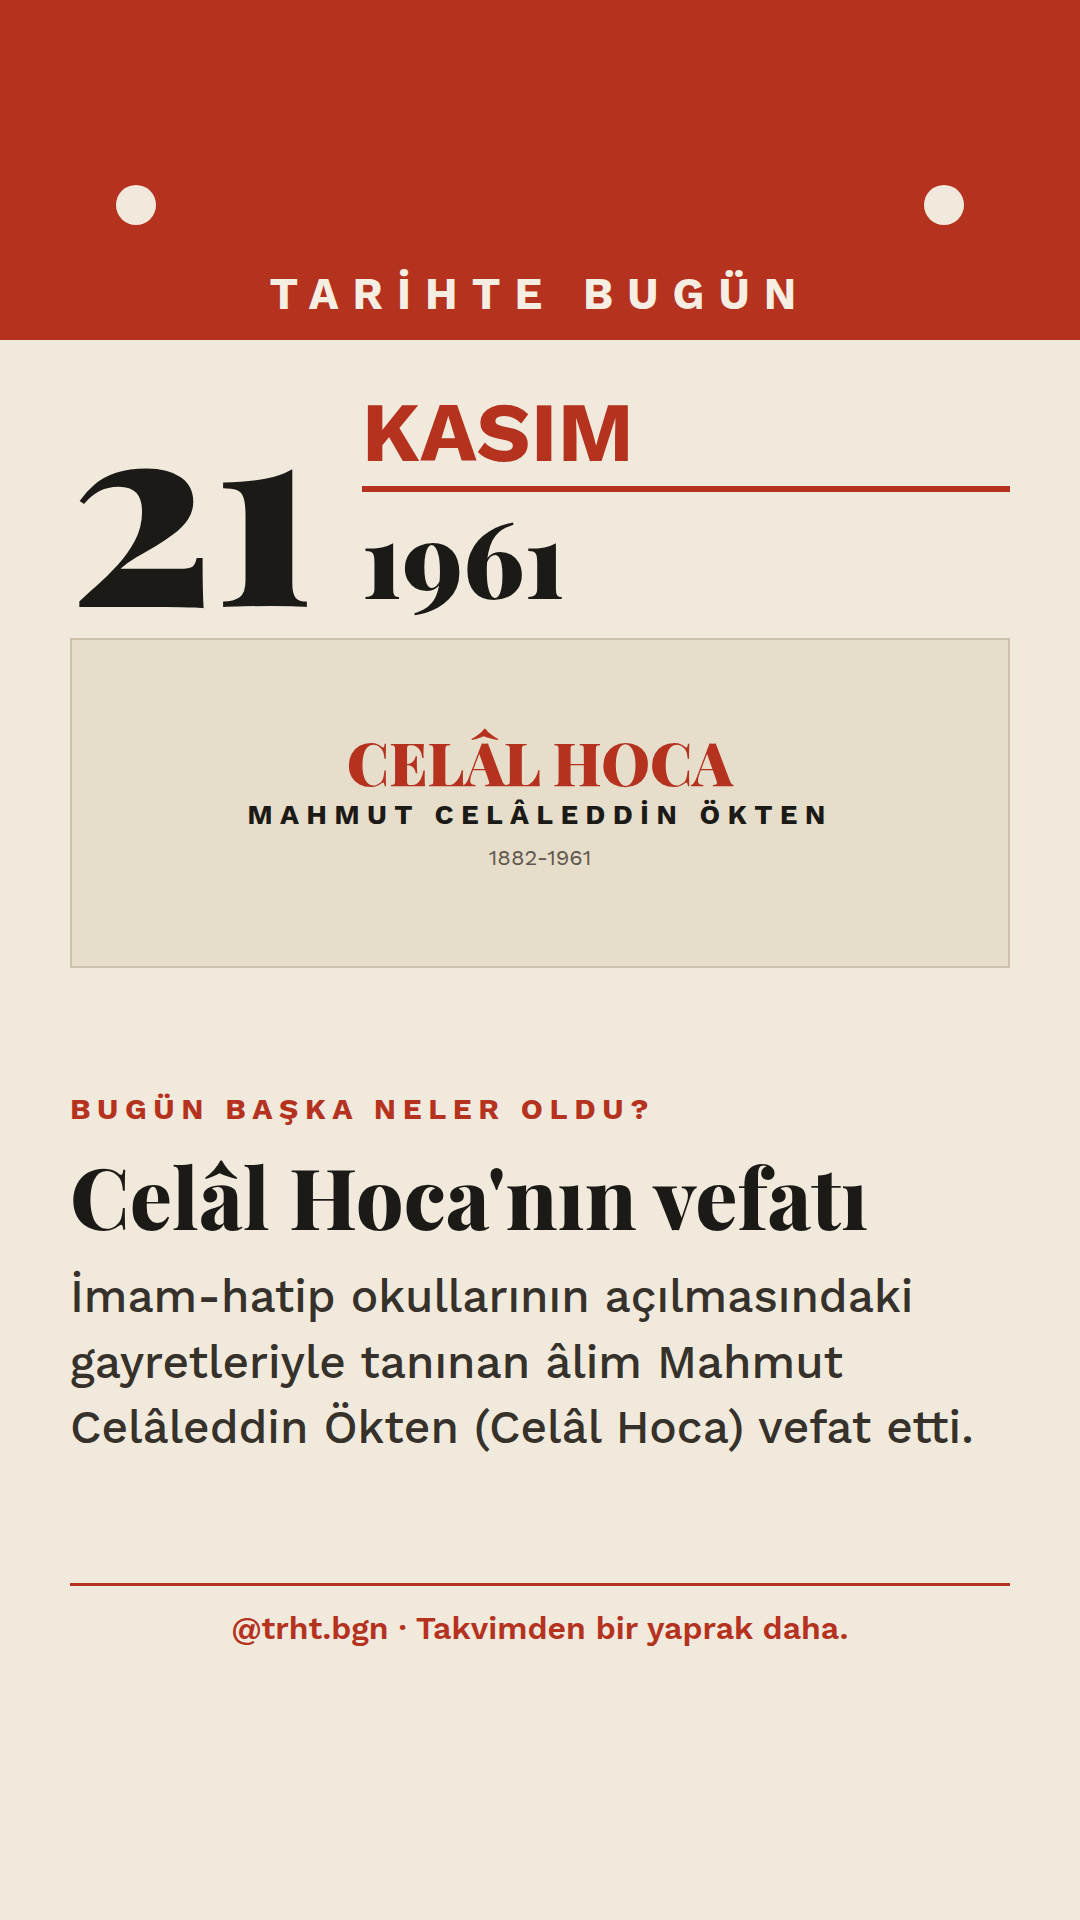 TARİHTE BUGÜN
21
KASIM
1961
CELÂL HOCA
MAHMUT CELÂLEDDİN ÖKTEN
1882-1961
BUGÜN BAŞKA NELER OLDU?
Celâl Hoca'nın vefatı
İmam-hatip okullarının açılmasındaki
gayretleriyle tanınan âlim Mahmut
Celâleddin Ökten (Celâl Hoca) vefat etti.
@trht.bgn · Takvimden bir yaprak daha.